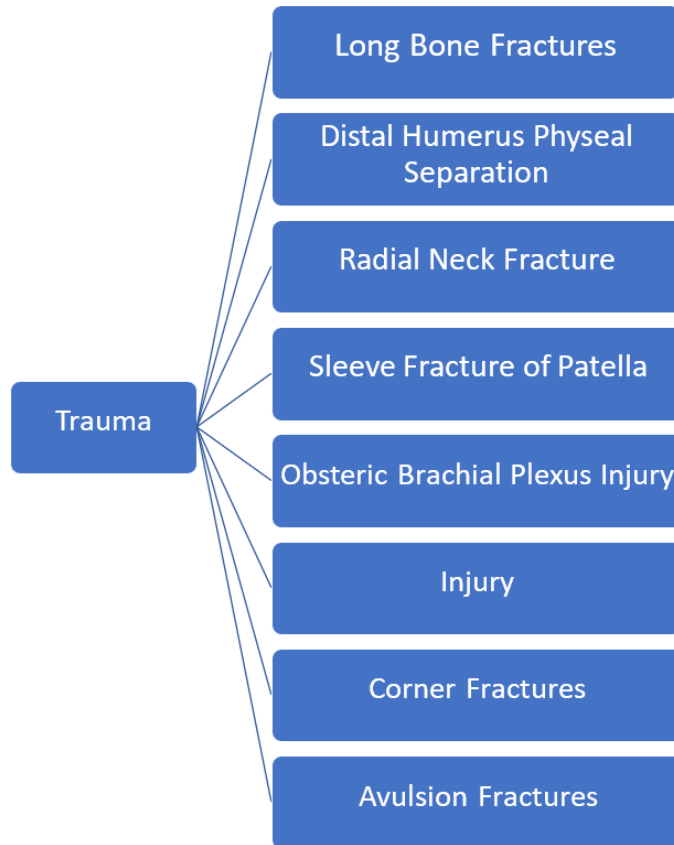 Long Bone Fractures
Distal Humerus Physeal
Separation
Radial Neck Fracture
Sleeve Fracture of Patella
Trauma
Obsteric Brachial Plexus Injury
Injury
Corner Fractures
Avulsion Fractures